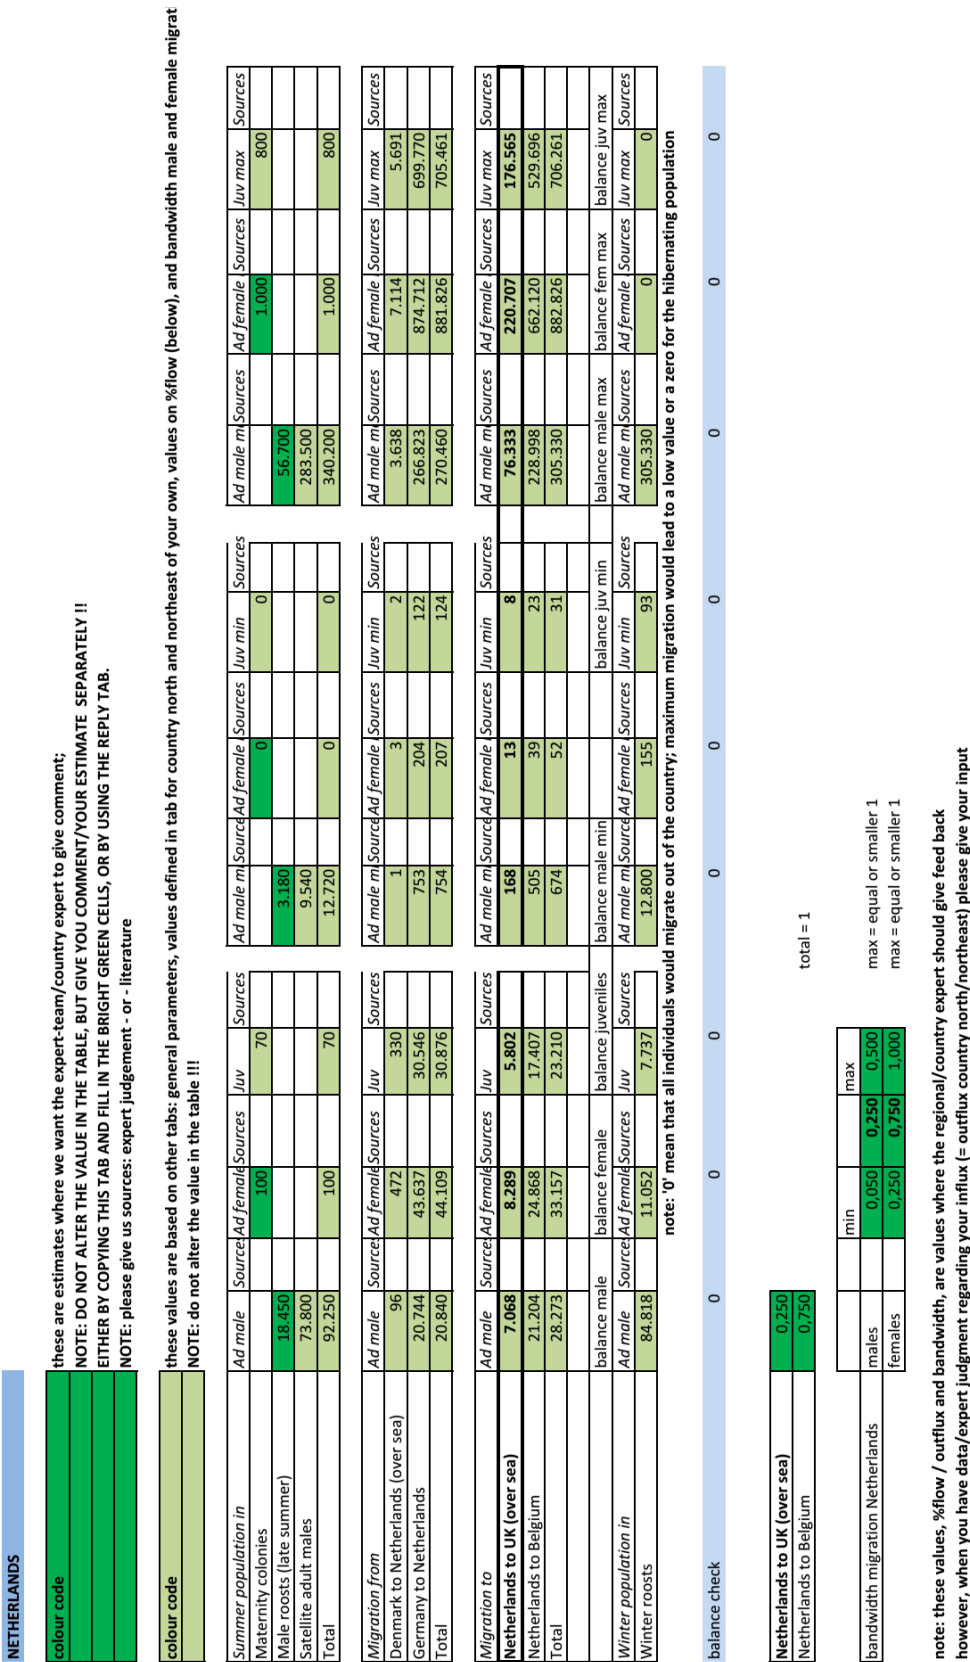 NETHERLANDS
colour code these are estimates where we want the expert-team/country expert to give comment;
NOTE: DO NOT ALTER THE VALUE IN THE TABLE, BUT GIVE YOU COMMENT/YOUR ESTIMATE SEPARATELY !!
EITHER BY COPYING THIS TAB AND FILL IN THE BRIGHT GREEN CELLS, OR BY USING THE REPLY TAB.
NOTE: please give us sources: expert judgement - or - literature
colour code these values are based on other tabs: general parameters, values defined in tab for country north and northeast of your own, values on %flow (below), and bandwidth male and female migrat
NOTE: do not alter the value in the table !!!
Summer population in Ad male Source: Ad female Sources Juv Sources Ad male mi Source Ad female Sources Juv min Sources Ad male m Sources Ad female Sources Juv max Sources
Maternity colonies 100 70 0 0 1.000 800
Male roosts (late summer) 18.450 3.180 56.700
Satellite adult males 73.800 9.540 283.500
Total 92.250 100 70 12.720 0 0 340.200 1.000 800
Migration from Ad male Source: Ad female Sources Juv Sources Ad male mi Source Ad female Sources Juv min Sources Ad male m Sources Ad female Sources Juv max Sources
Denmark to Netherlands (over sea) 96 472 330 1 3 2 3.638 7.114 5.691
Germany to Netherlands 20.744 43.637 30.546 753 204 122 266.823 874.712 699.770
Total 20.840 44.109 30.876 754 207 124 270.460 881.826 705.461
Migration to Ad male Source: Ad female Sources Juv Sources Ad male mi Source Ad female Sources Juv min Sources Ad male m Sources Ad female Sources Juv max Sources
Netherlands to UK (over sea) 7.068 8.289 5.802 168 13 8 76.333 220.707 176.565
Netherlands to Belgium 21.204 24.868 17.407 505 39 23 228.998 662.120 529.696
Total 28.273 33.157 23.210 674 52 31 305.330 882.826 706.261
balance male balance female balance juveniles balance male min balance juv min balance male max balance fem max balance juv max
Winter population in Ad male Source: Ad female Sources Juv Sources Ad male mi Source Ad female Sources Juv min Sources Ad male m Sources Ad female Sources Juv max Sources
Winter roosts 84.818 11.052 7.737 12.800 155 93 305.330 0 0
note: '0' mean that all individuals would migrate out of the country; maximum migration would lead to a low value or a zero for the hibernating population
balance check 0 0 0 0 0 0 0 0 0
Netherlands to UK (over sea) 0,250
Netherlands to Belgium 0,750 total = 1
min max
bandwidth migration Netherlands males 0,050 0,250 0,500 max = equal or smaller 1
females 0,250 0,750 1,000 max = equal or smaller 1
note: these values, %flow / outflux and bandwidth, are values where the regional/country expert should give feed back
however, when you have data/expert judgment regarding your influx (= outflux country north/northeast) please give your input